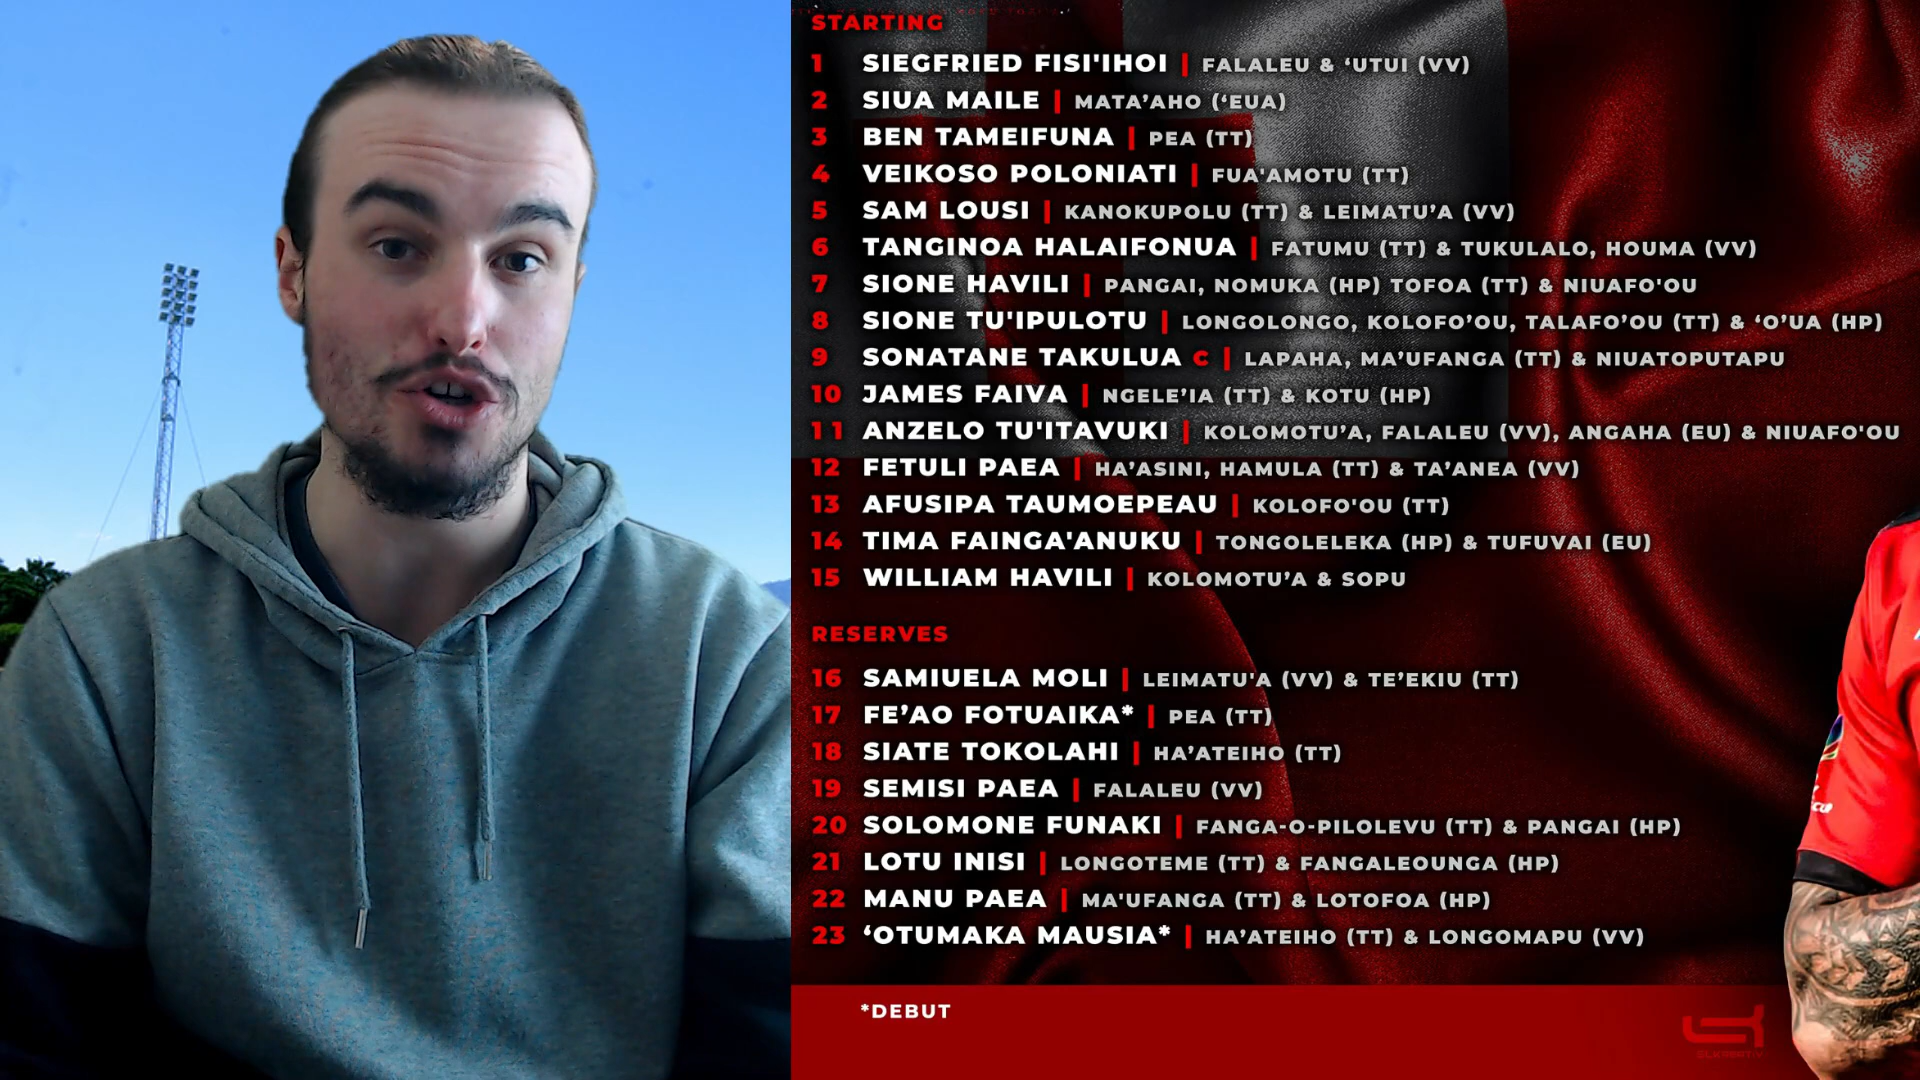 STARTING
1 SIEGFRIED FISI'IHOI | FALALEU & ‘UTUI (VV)
2 SIUA MAILE | MATA’AHO (‘EUA)
3 BEN TAMEIFUNA | PEA (TT)
4 VEIKOSO POLONIATI | FUA'AMOTU (TT)
5 SAM LOUSI | KANOKUPOLU (TT) & LEIMATU’A (VV)
6 TANGINOA HALAIFONUA | FATUMU (TT) & TUKULALO, HOUMA (VV)
7 SIONE HAVILI | PANGAI, NOMUKA (HP) TOFOA (TT) & NIUAFO'OU
8 SIONE TU'IPULOTU | LONGOLONGO, KOLOFO’OU, TALAFO’OU (TT) & ‘O’UA (HP)
9 SONATANE TAKULUA C | LAPAHA, MA’UFANGA (TT) & NIUATOPUTAPU
10 JAMES FAIVA | NGELE’IA (TT) & KOTU (HP)
11 ANZELO TU'ITAVUKI | KOLOMOTU’A, FALALEU (VV), ANGAHA (EU) & NIUAFO'OU
12 FETULI PAEA | HA’ASINI, HAMULA (TT) & TA’ANEA (VV)
13 AFUSIPA TAUMOEPEAU | KOLOFO'OU (TT)
14 TIMA FAINGA'ANUKU | TONGOLELEKA (HP) & TUFUVAI (EU)
15 WILLIAM HAVILI | KOLOMOTU’A & SOPU
RESERVES
16 SAMIUELA MOLI | LEIMATU'A (VV) & TE’EKIU (TT)
17 FE’AO FOTUAIKA* | PEA (TT)
18 SIATE TOKOLAHI | HA’ATEIHO (TT)
19 SEMISI PAEA | FALALEU (VV)
20 SOLOMONE FUNAKI | FANGA-O-PILOLEVU (TT) & PANGAI (HP)
21 LOTU INISI | LONGOTEME (TT) & FANGALEOUNGA (HP)
22 MANU PAEA | MA'UFANGA (TT) & LOTOFOA (HP)
23 ‘OTUMAKA MAUSIA* | HA’ATEIHO (TT) & LONGOMAPU (VV)
*DEBUT